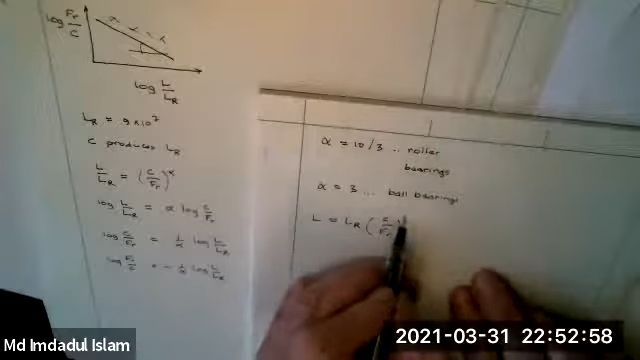 log Fr/C
log L/LR
LR = 9×10⁷
C produces LR
L/LR = (C/Fr)^α
log L/LR = α log C/Fr
log C/Fr = 1/α log L/LR
log Fr/C = - 1/α log L/LR
α = 10/3 .. roller
bearings
α = 3 ... ball bearings
L = LR (C/Fr)
Md Imdadul Islam
2021-03-31 22:52:58